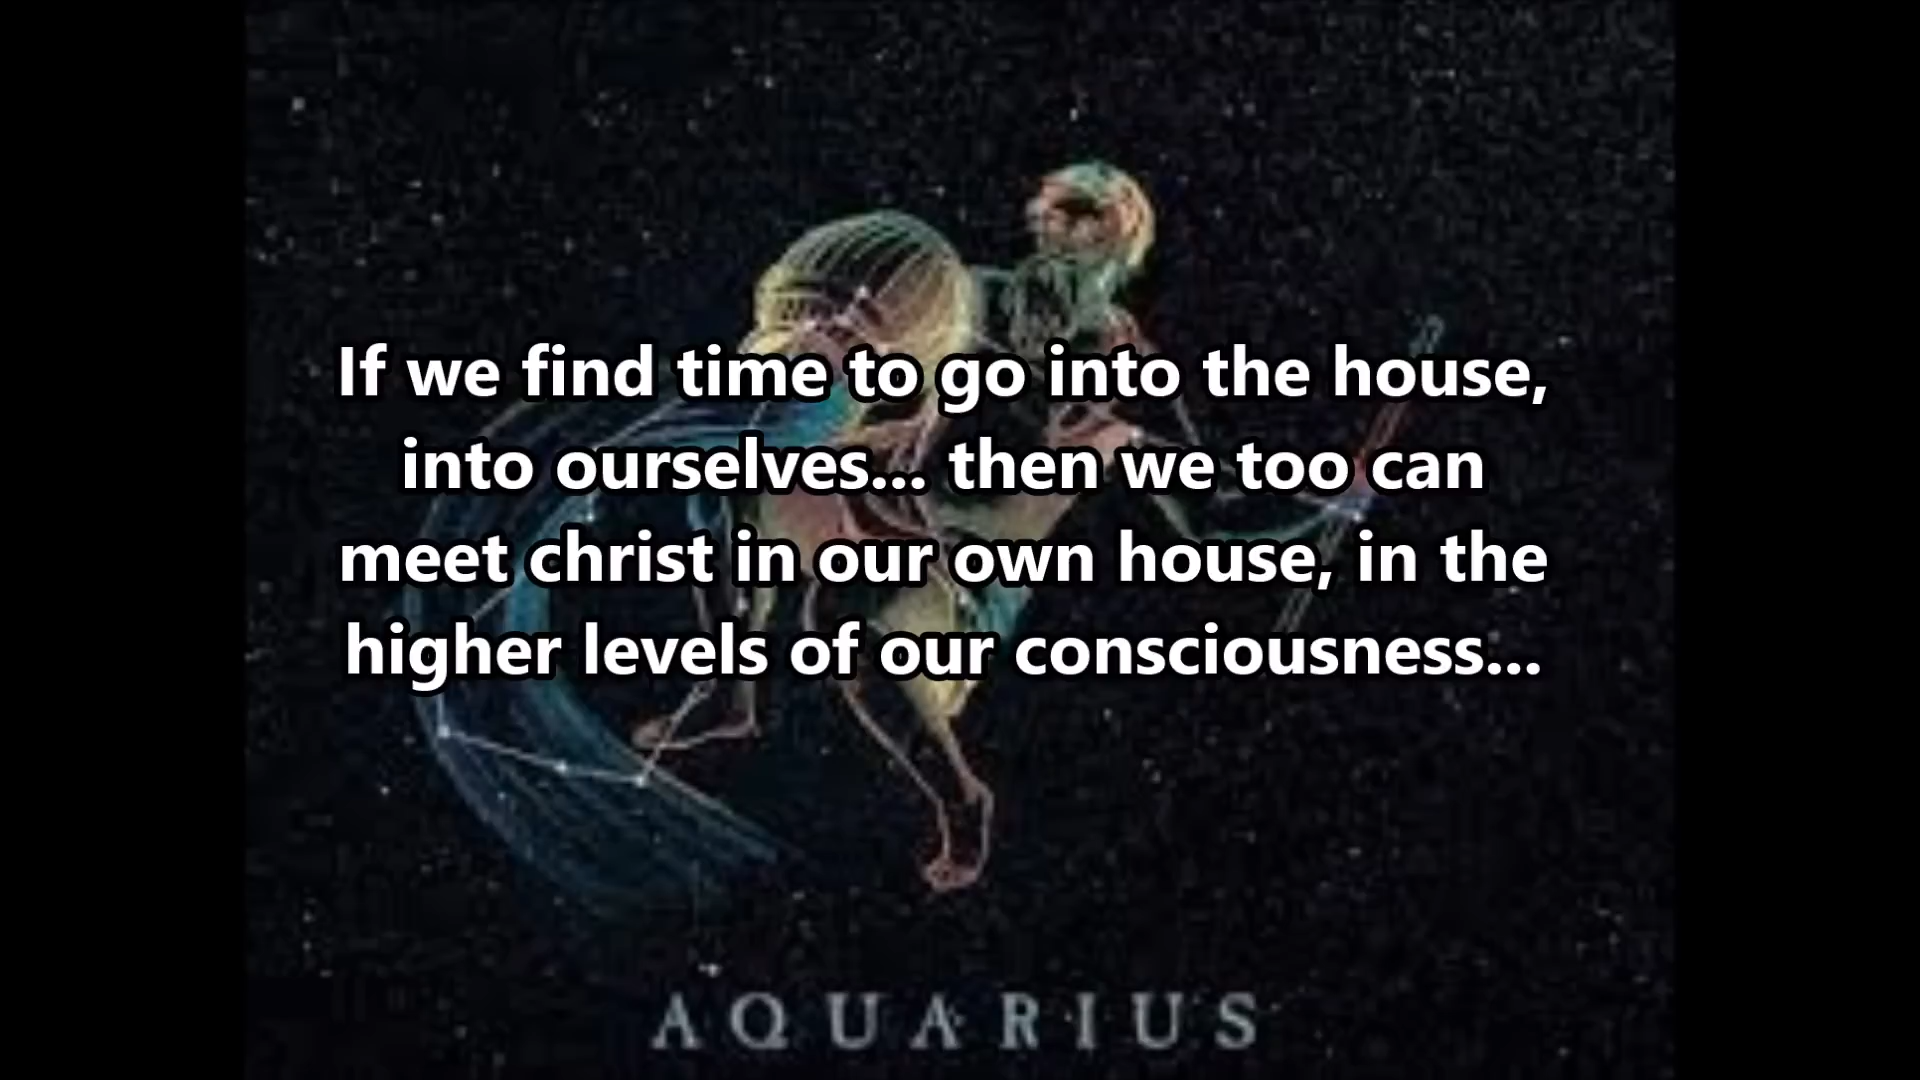 If we find time to go into the house,
into ourselves... then we too can
meet christ in our own house, in the
higher levels of our consciousness...
AQUARIUS